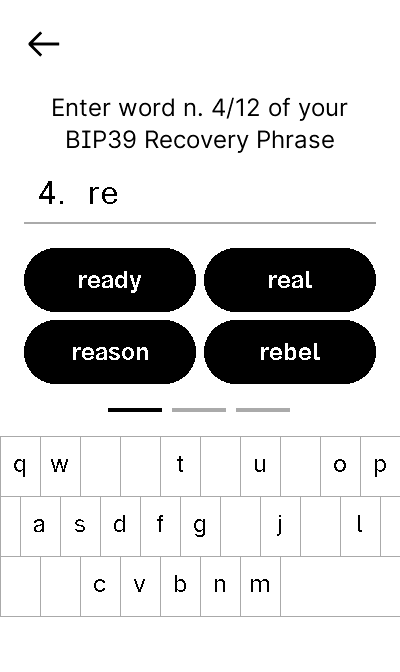 Enter word n. 4/12 of your
BIP39 Recovery Phrase
4. re
ready real
reason rebel
q w t u o p
a s d f g j l
c v b n m